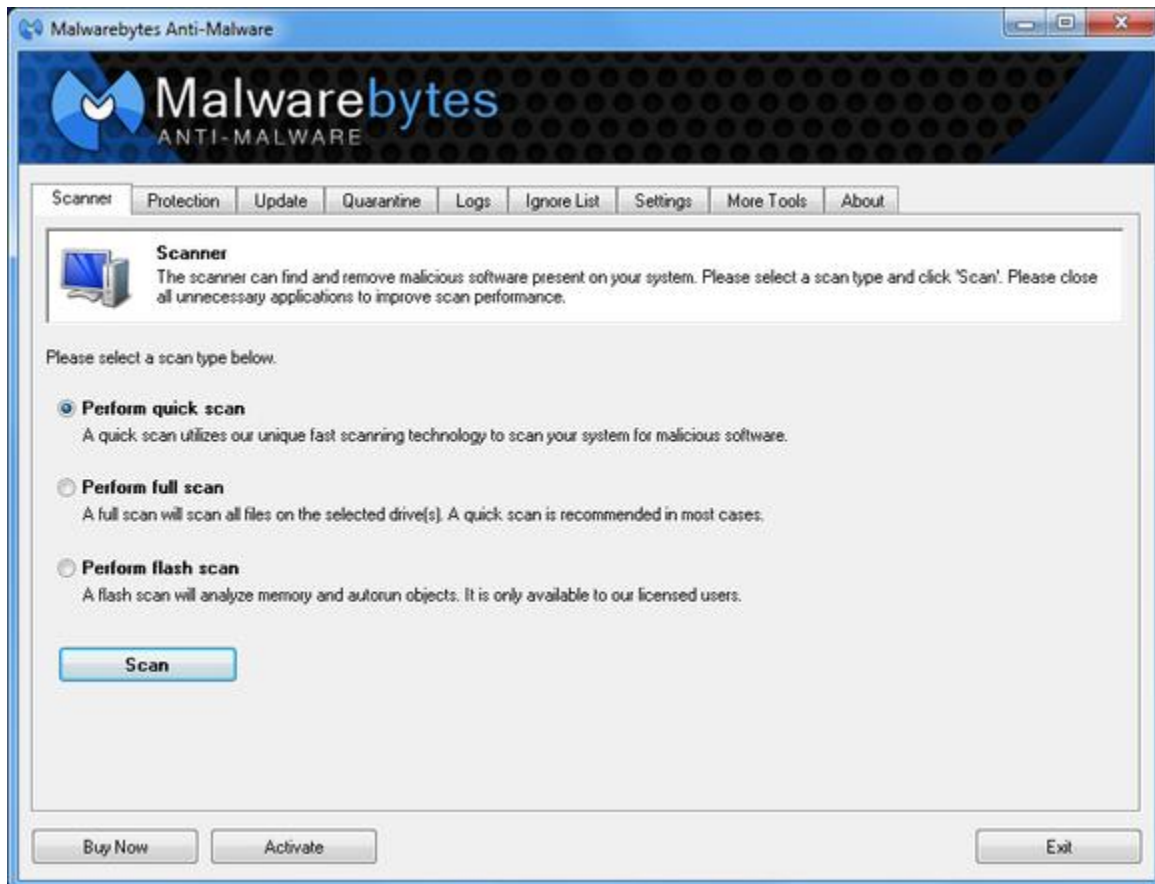 Malwarebytes Anti-Malware
Malwarebytes
ANTI-MALWARE
Scanner Protection Update Quarantine Logs Ignore List Settings More Tools About
Scanner
The scanner can find and remove malicious software present on your system. Please select a scan type and click 'Scan'. Please close
all unnecessary applications to improve scan performance.
Please select a scan type below.
Perform quick scan
A quick scan utilizes our unique fast scanning technology to scan your system for malicious software.
Perform full scan
A full scan will scan all files on the selected drive(s). A quick scan is recommended in most cases.
Perform flash scan
A flash scan will analyze memory and autorun objects. It is only available to our licensed users.
Scan
Buy Now Activate Exit